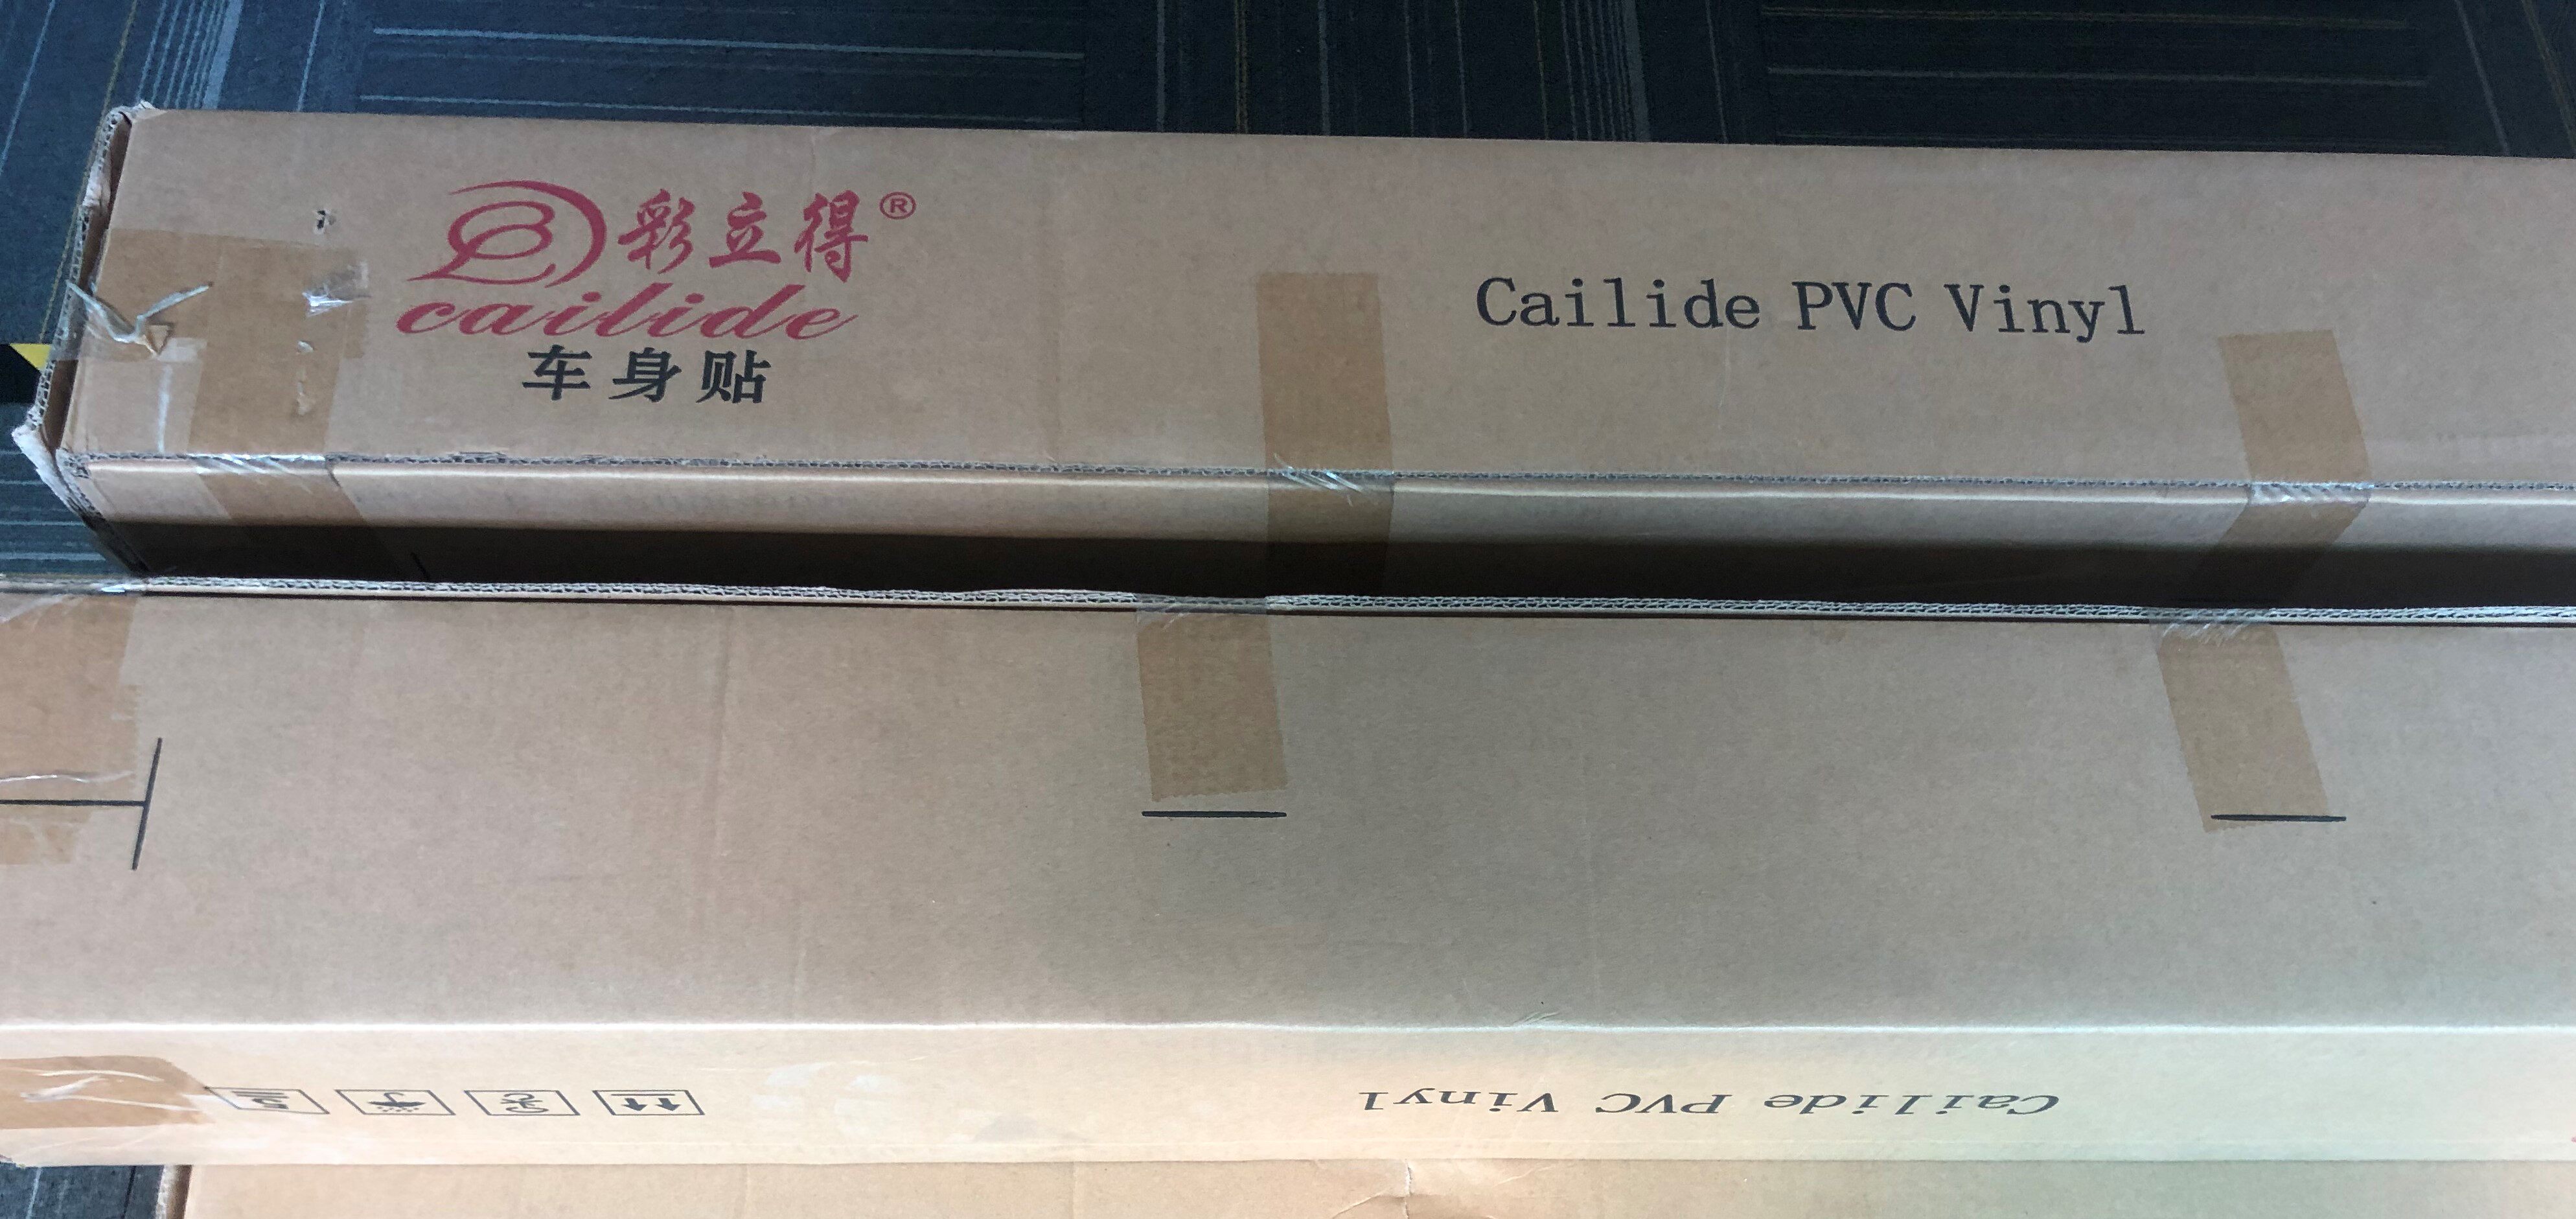 彩立得®
cailide
车身贴
Cailide PVC Vinyl
Cailide PVC Vinyl